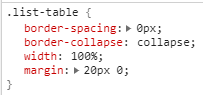 .list-table {
border-spacing:▶ 0px;
border-collapse: collapse;
width: 100%;
margin:▶ 20px 0;
}